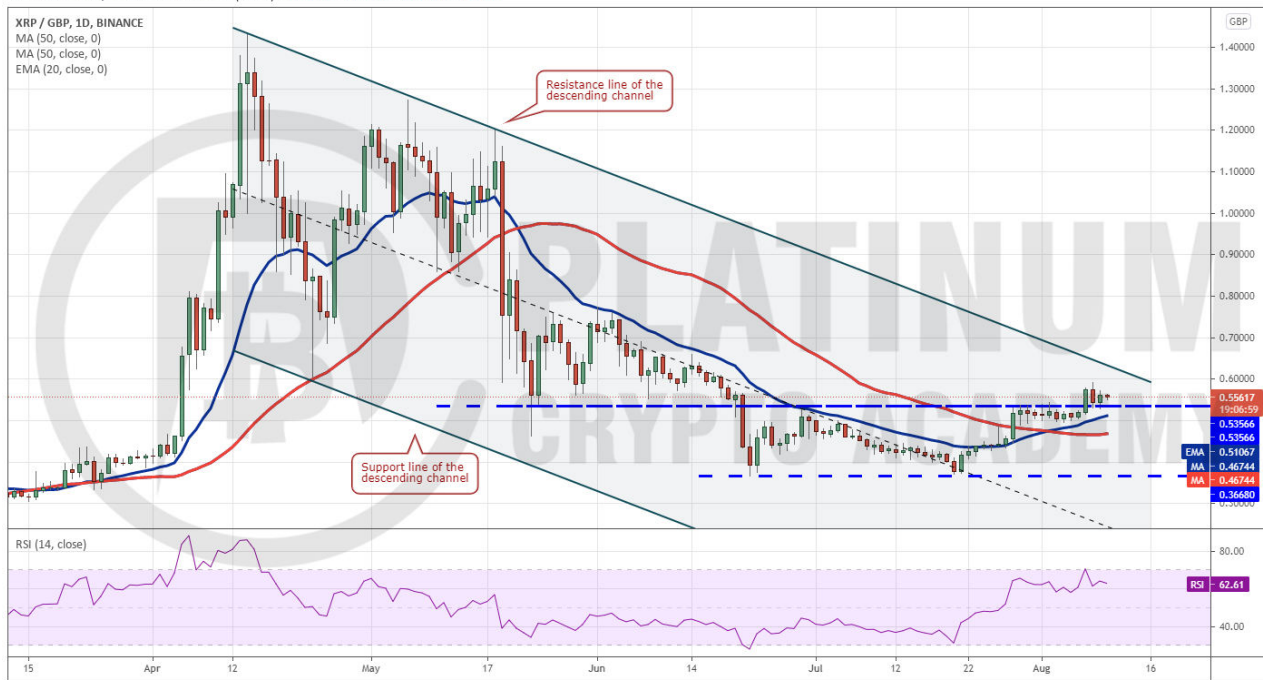 XRP / GBP, 1D, BINANCE
MA (50, close, 0)
MA (50, close, 0)
EMA (20, close, 0)
GBP
1.40000
1.30000
1.20000
1.10000
1.00000
0.90000
0.80000
0.70000
0.60000
Resistance line of the
descending channel
Support line of the
descending channel
PLATINUM
CRYPTO ACADEMY
0.55617
19:06:59
0.53566
0.53566
EMA 0.51067
MA 0.46744
MA 0.46744
0.36680
0.30000
RSI (14, close)
80.00
RSI 62.61
40.00
15 Apr 12 May 17 Jun 14 Jul 12 22 Aug 16